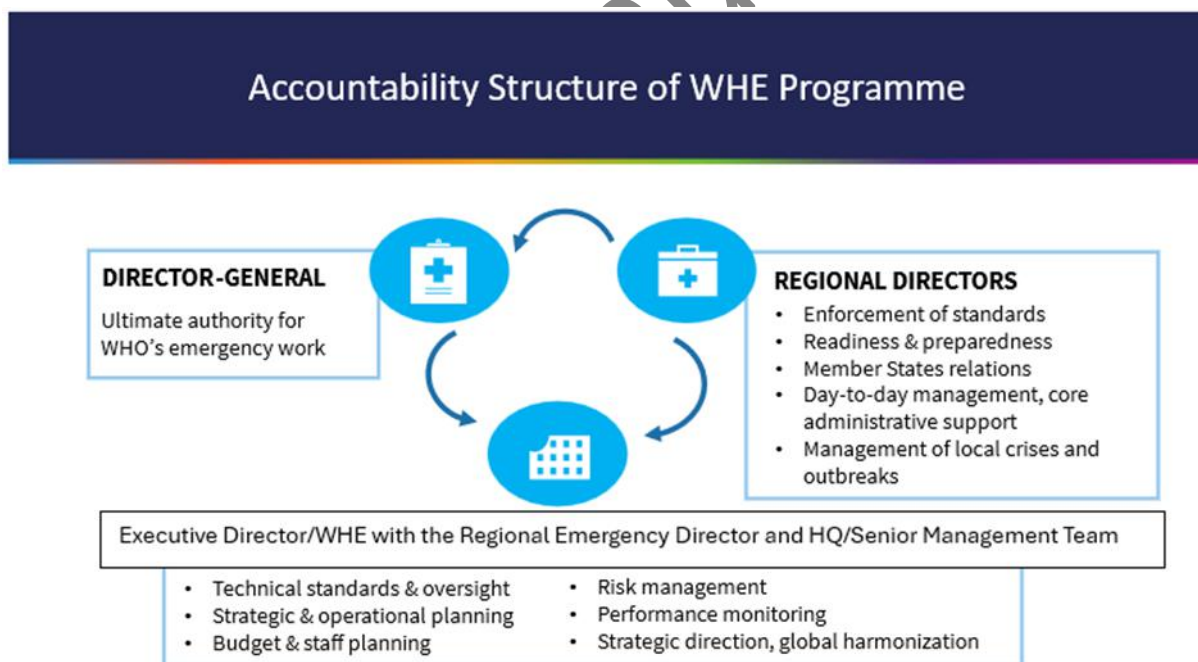 Accountability Structure of WHE Programme
DIRECTOR-GENERAL
Ultimate authority for
WHO's emergency work
REGIONAL DIRECTORS
• Enforcement of standards
• Readiness & preparedness
• Member States relations
• Day-to-day management, core
administrative support
• Management of local crises and
outbreaks
Executive Director/WHE with the Regional Emergency Director and HQ/Senior Management Team
• Technical standards & oversight
• Strategic & operational planning
• Budget & staff planning
• Risk management
• Performance monitoring
• Strategic direction, global harmonization